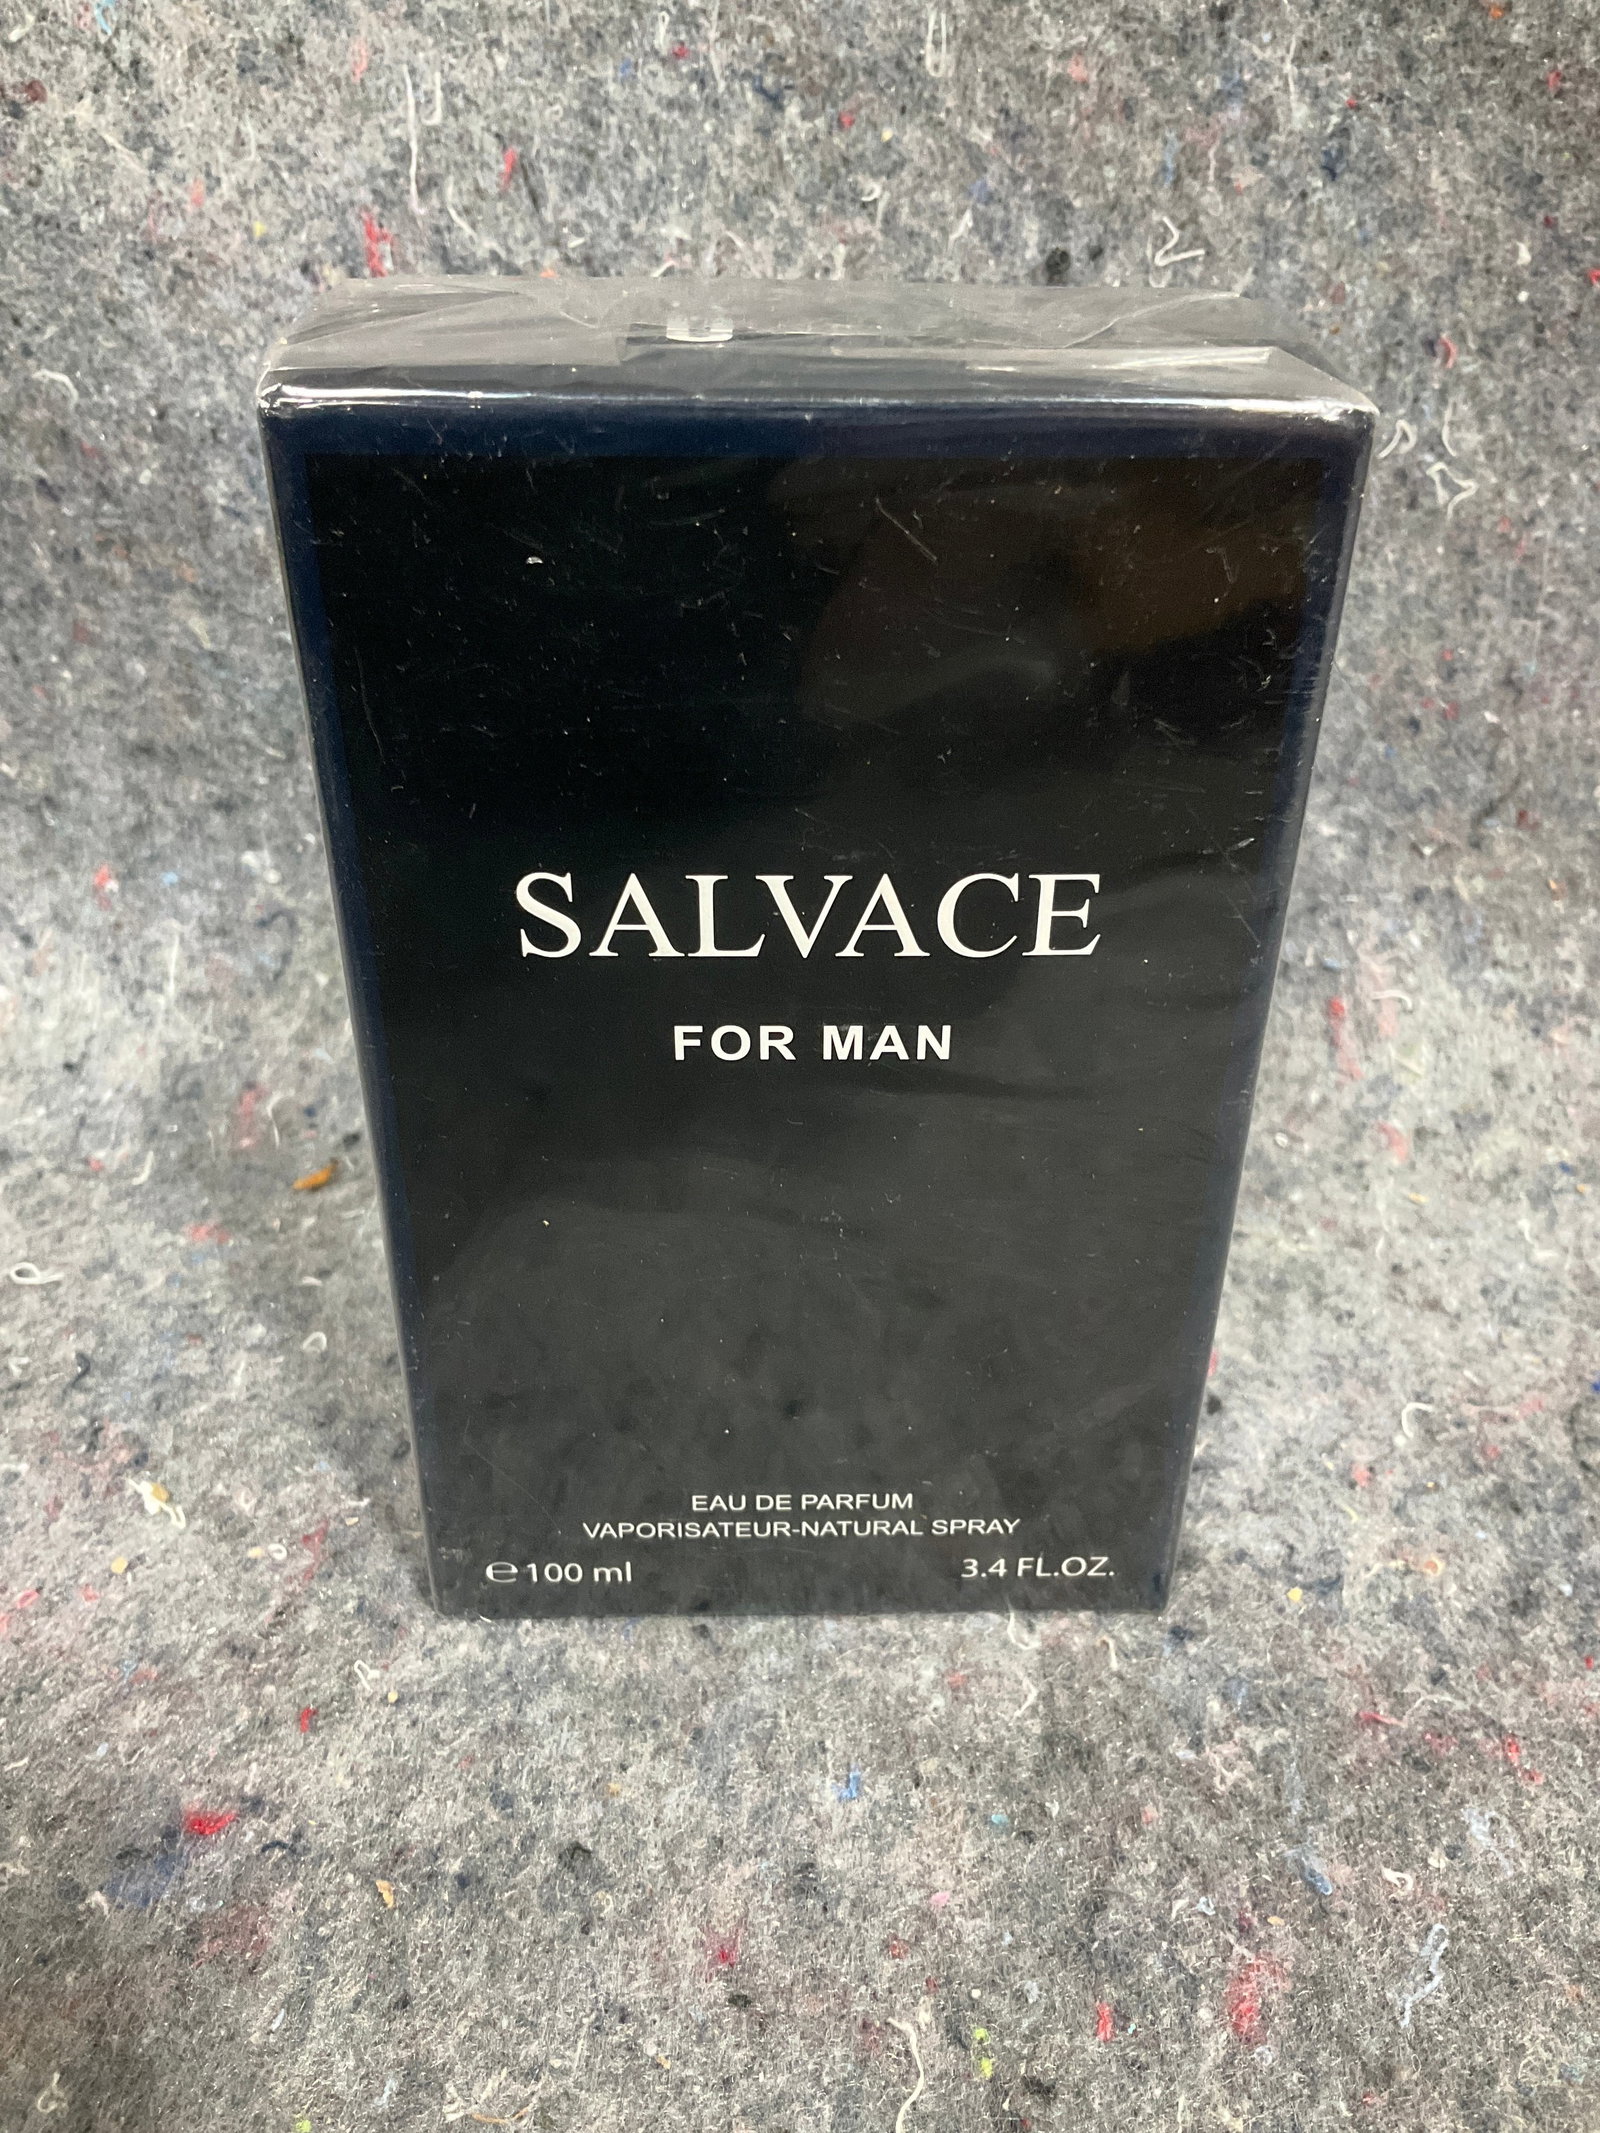 SALVACE
FOR MAN
EAU DE PARFUM
VAPORISATEUR-NATURAL SPRAY
℮100 ml 3.4 FL.OZ.